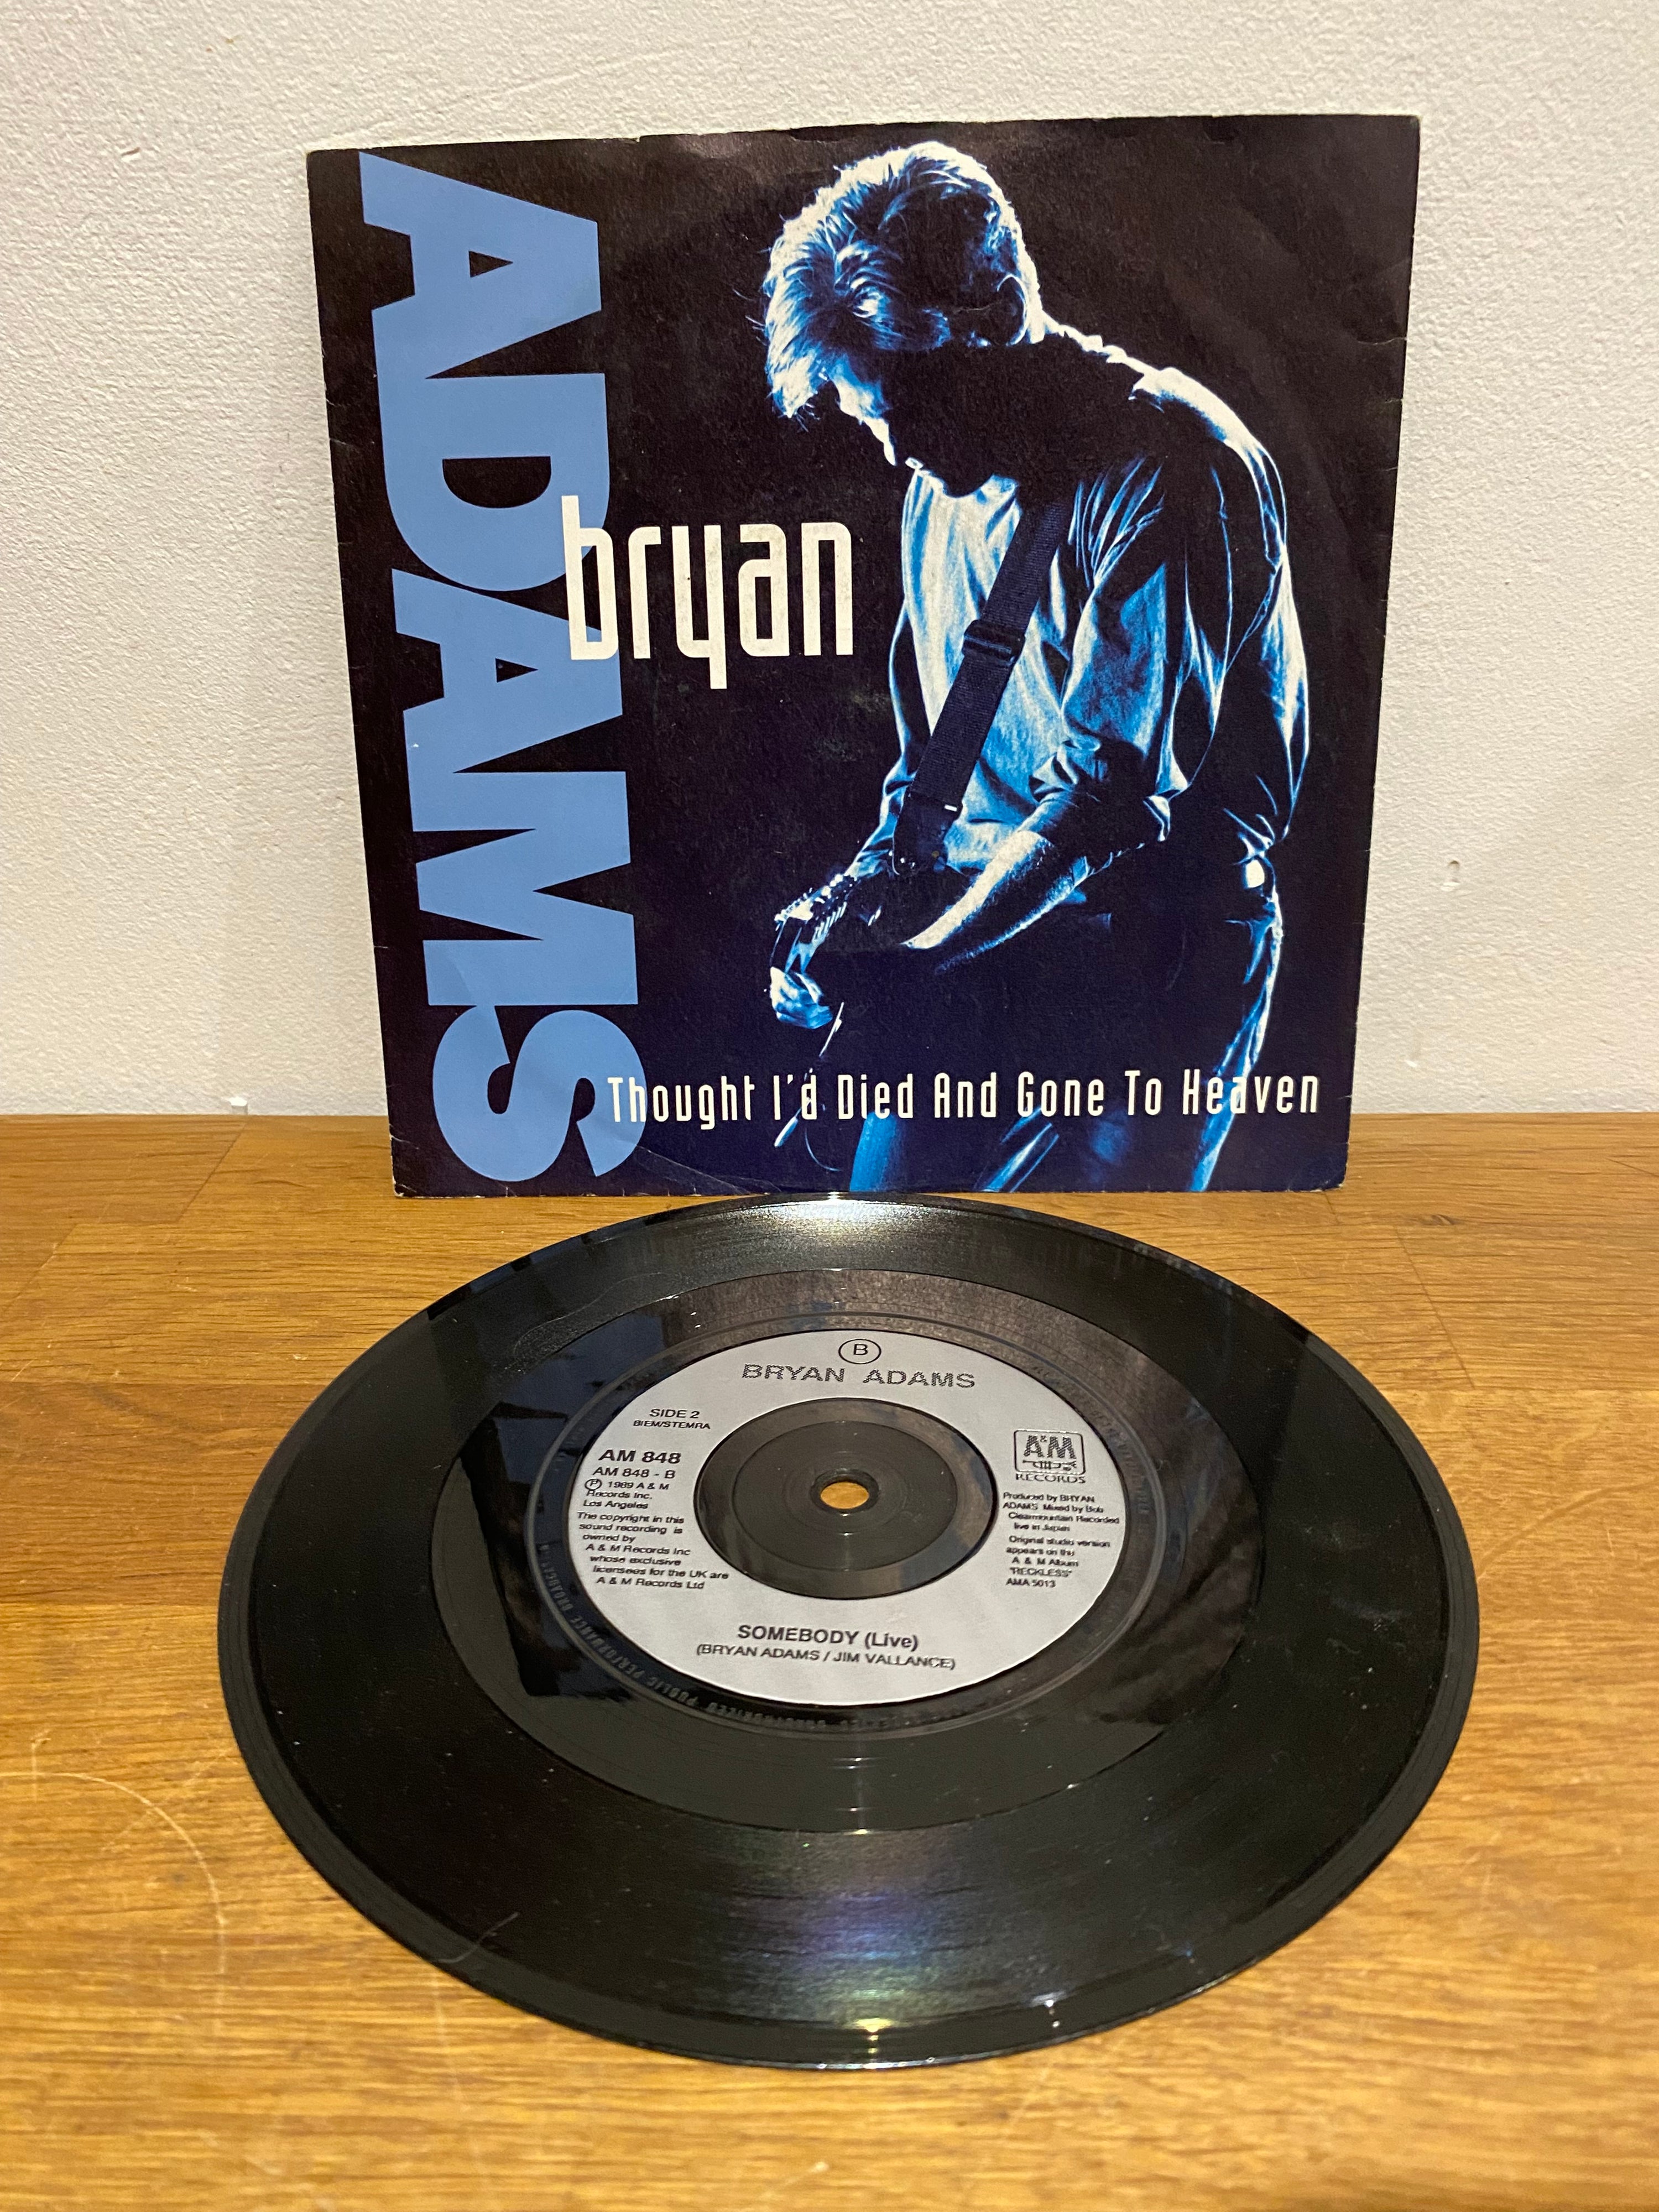 ADAMS
bryan
Thought I'd Died And Gone To Heaven
B
BRYAN ADAMS
SIDE 2
BIEM/STEMRA
AM 848
AM 848 - B
Ⓟ 1989 A & M
Records Inc.
Los Angeles
The copyright in this
sound recording is
owned by
A & M Records Inc
whose exclusive
licensees for the UK are
A & M Records Ltd
A&M
RECORDS
Produced by BRYAN
ADAMS Mixed by Bob
Clearmountain Recorded
live in Japan
Original studio version
appears on the
A & M Album
"RECKLESS"
AMA 5013
SOMEBODY (Live)
(BRYAN ADAMS / JIM VALLANCE)
PUBLIC PERFORMANCE BROADCAST